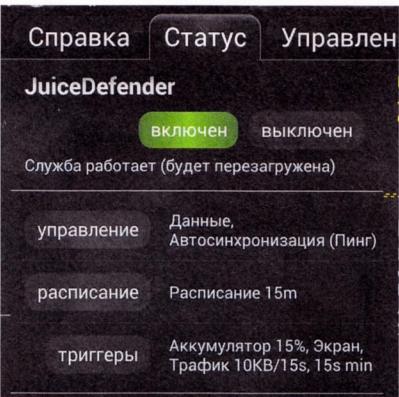 Справка Статус Управлен
JuiceDefender
включен выключен
Служба работает (будет перезагружена)
управление Данные,
Автосинхронизация (Пинг)
расписание Расписание 15m
триггеры Аккумулятор 15%, Экран,
Трафик 10KB/15s, 15s min